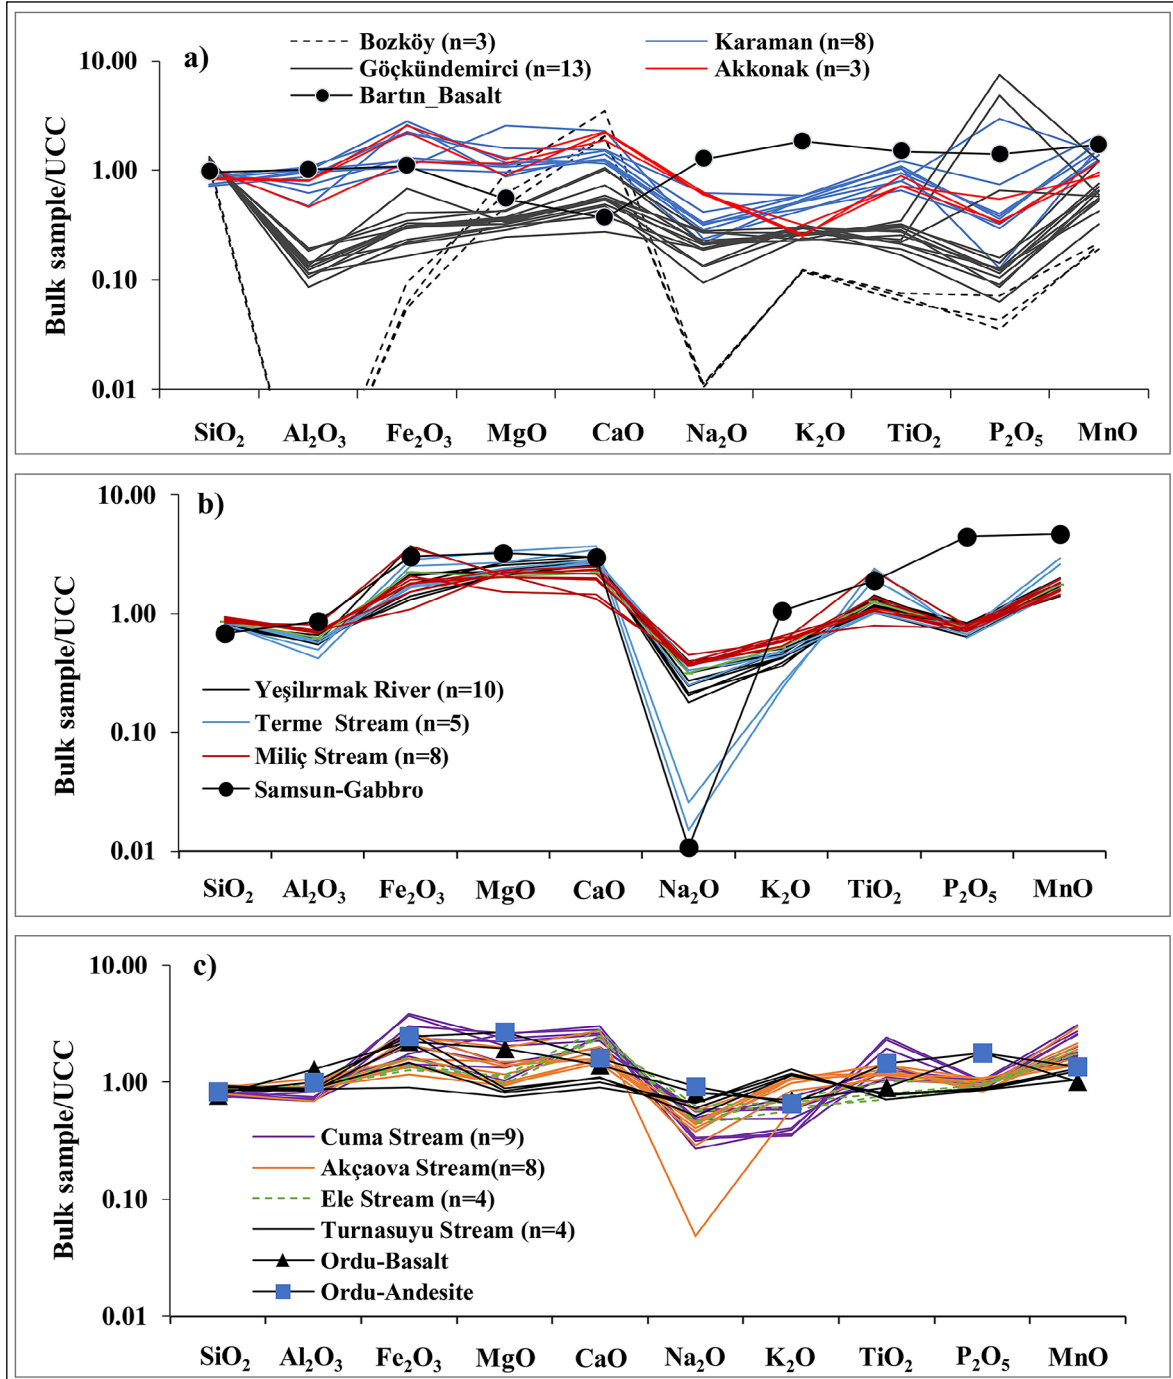 a)
Bozköy (n=3)
Karaman (n=8)
Göçkündemirci (n=13)
Akkonak (n=3)
Bartın_Basalt
Bulk sample/UCC
10.00
1.00
0.10
0.01
SiO₂ Al₂O₃ Fe₂O₃ MgO CaO Na₂O K₂O TiO₂ P₂O₅ MnO
b)
Bulk sample/UCC
10.00
1.00
0.10
0.01
Yeşilırmak River (n=10)
Terme Stream (n=5)
Miliç Stream (n=8)
Samsun-Gabbro
SiO₂ Al₂O₃ Fe₂O₃ MgO CaO Na₂O K₂O TiO₂ P₂O₅ MnO
c)
Bulk sample/UCC
10.00
1.00
0.10
0.01
Cuma Stream (n=9)
Akçaova Stream(n=8)
Ele Stream (n=4)
Turnasuyu Stream (n=4)
Ordu-Basalt
Ordu-Andesite
SiO₂ Al₂O₃ Fe₂O₃ MgO CaO Na₂O K₂O TiO₂ P₂O₅ MnO